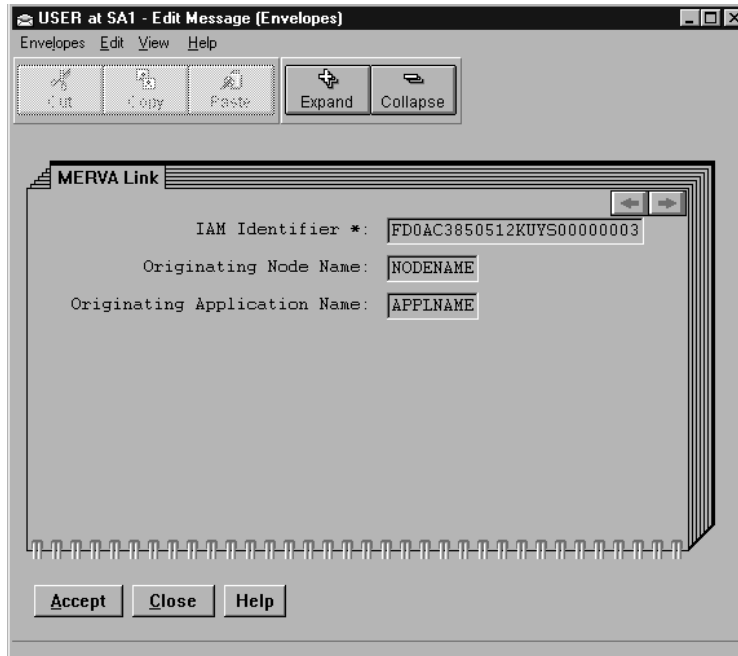 USER at SA1 - Edit Message (Envelopes)
Envelopes Edit View Help
Cut Copy Paste Expand Collapse
MERVA Link
IAM Identifier *: FD0AC3850512KUYS00000003
Originating Node Name: NODENAME
Originating Application Name: APPLNAME
Accept Close Help